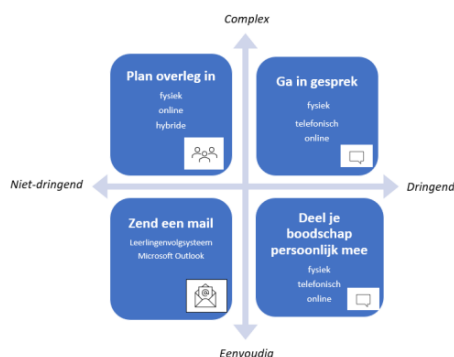 Complex
Plan overleg in
fysiek
online
hybride
Ga in gesprek
fysiek
telefonisch
online
Niet-dringend
Dringend
Zend een mail
Leerlingenvolgsysteem
Microsoft Outlook
Deel je
boodschap
persoonlijk mee
fysiek
telefonisch
online
Eenvoudig